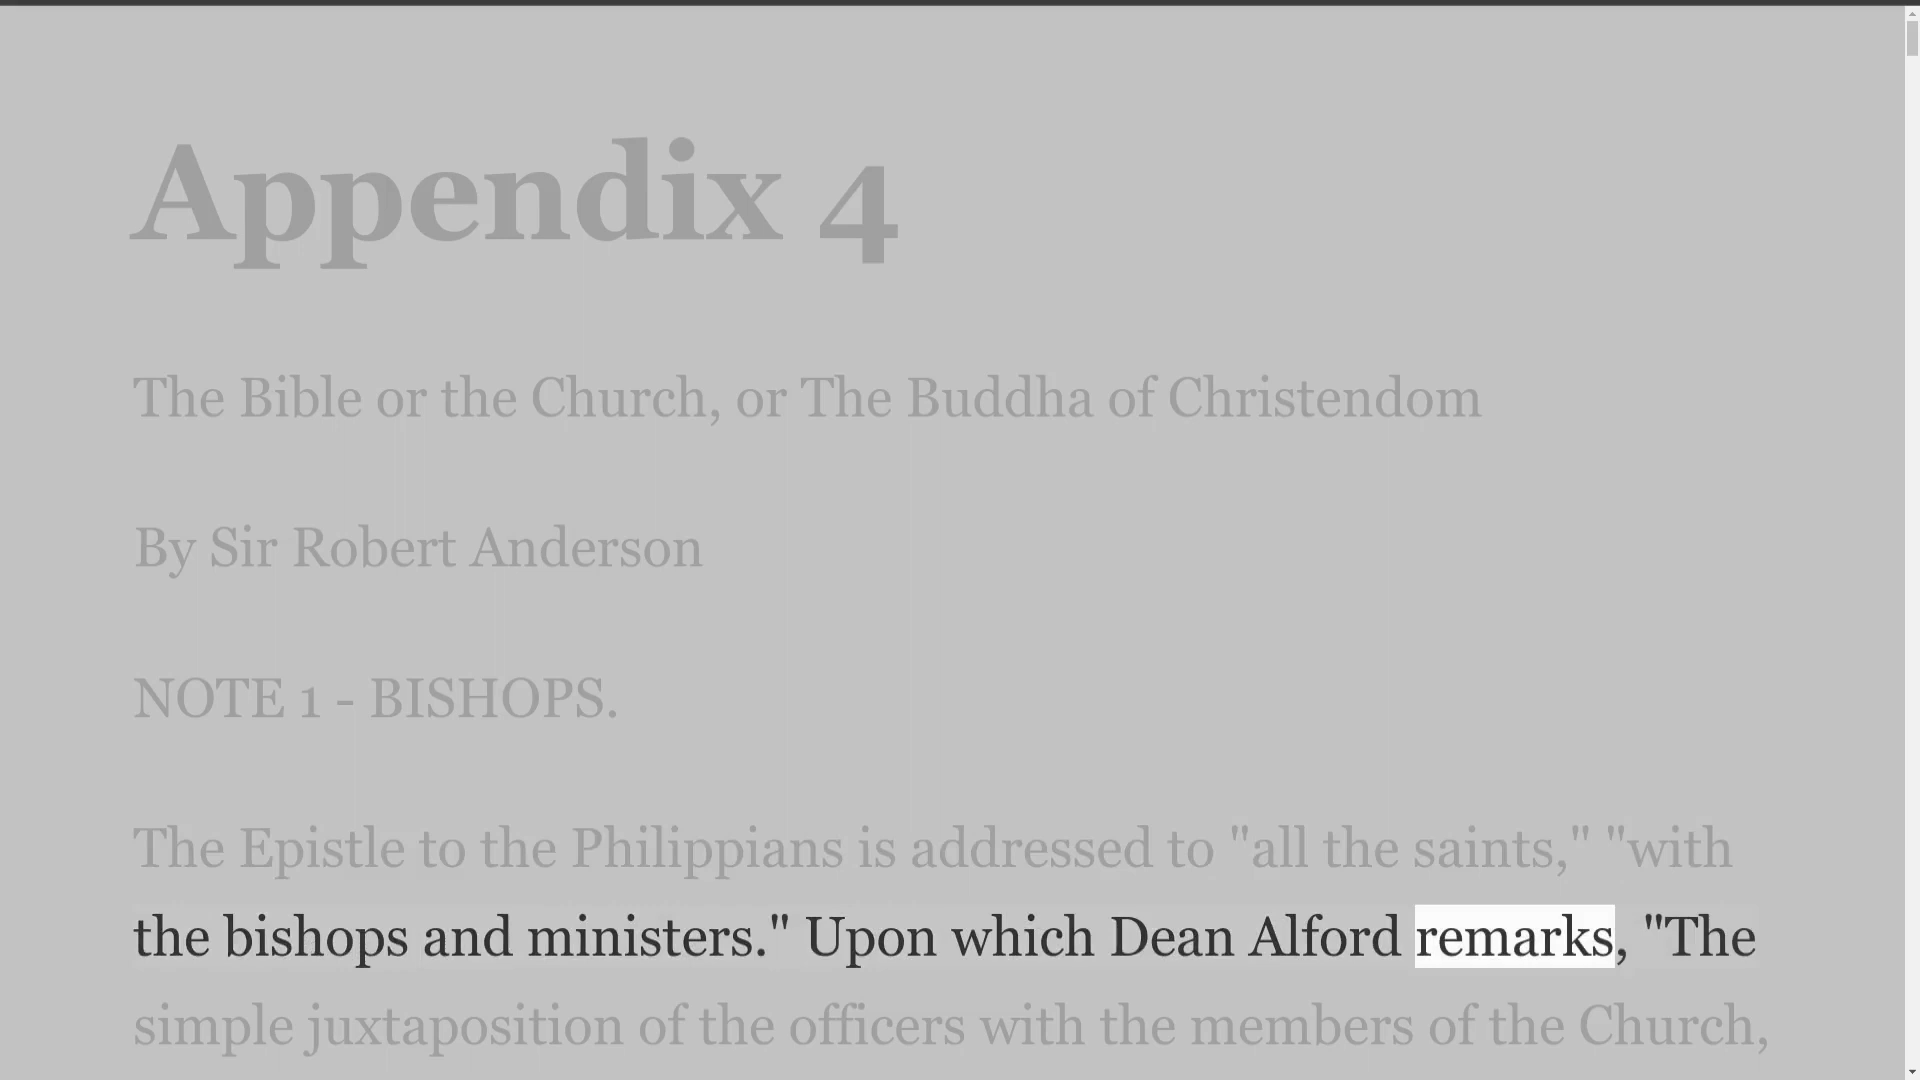 Appendix 4
The Bible or the Church, or The Buddha of Christendom
By Sir Robert Anderson
NOTE 1 - BISHOPS.
The Epistle to the Philippians is addressed to "all the saints," "with
the bishops and ministers." Upon which Dean Alford remarks, "The
simple juxtaposition of the officers with the members of the Church,